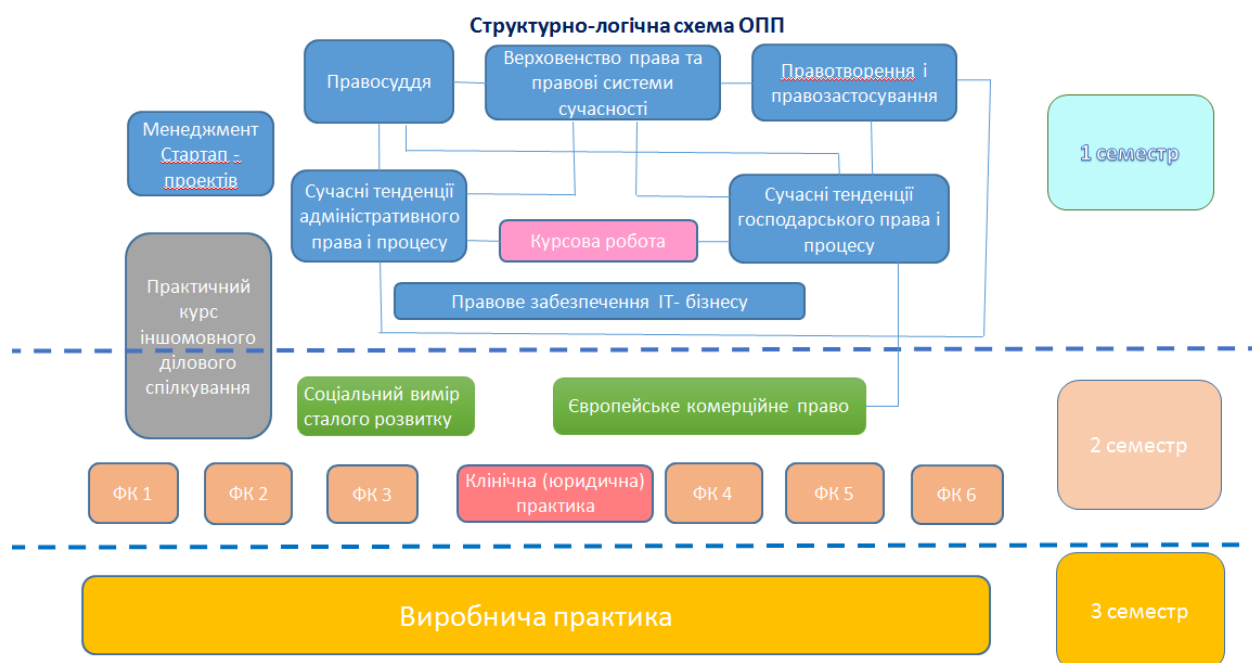 Структурно-логічна схема ОПП
Правосуддя
Верховенство права та
правові системи
сучасності
Правотворення і
правозастосування
Менеджмент
Стартап -
проектів
1 семестр
Сучасні тенденції
адміністративного
права і процесу
Курсова робота
Сучасні тенденції
господарського права і
процесу
Практичний
курс
іншомовного
ділового
спілкування
Правове забезпечення ІТ- бізнесу
Соціальний вимір
сталого розвитку
Європейське комерційне право
2 семестр
ФК 1
ФК 2
ФК 3
Клінічна (юридична)
практика
ФК 4
ФК 5
ФК 6
Виробнича практика
3 семестр